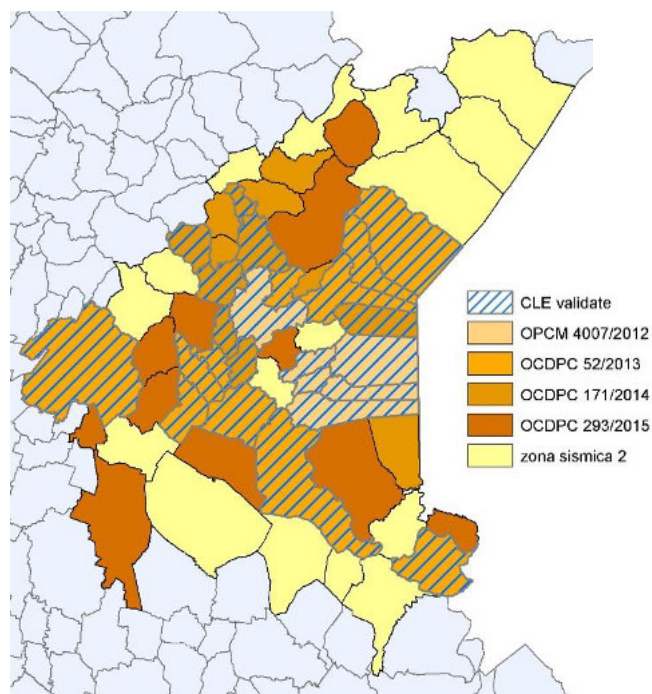 CLE validate
OPCM 4007/2012
OCDPC 52/2013
OCDPC 171/2014
OCDPC 293/2015
zona sismica 2